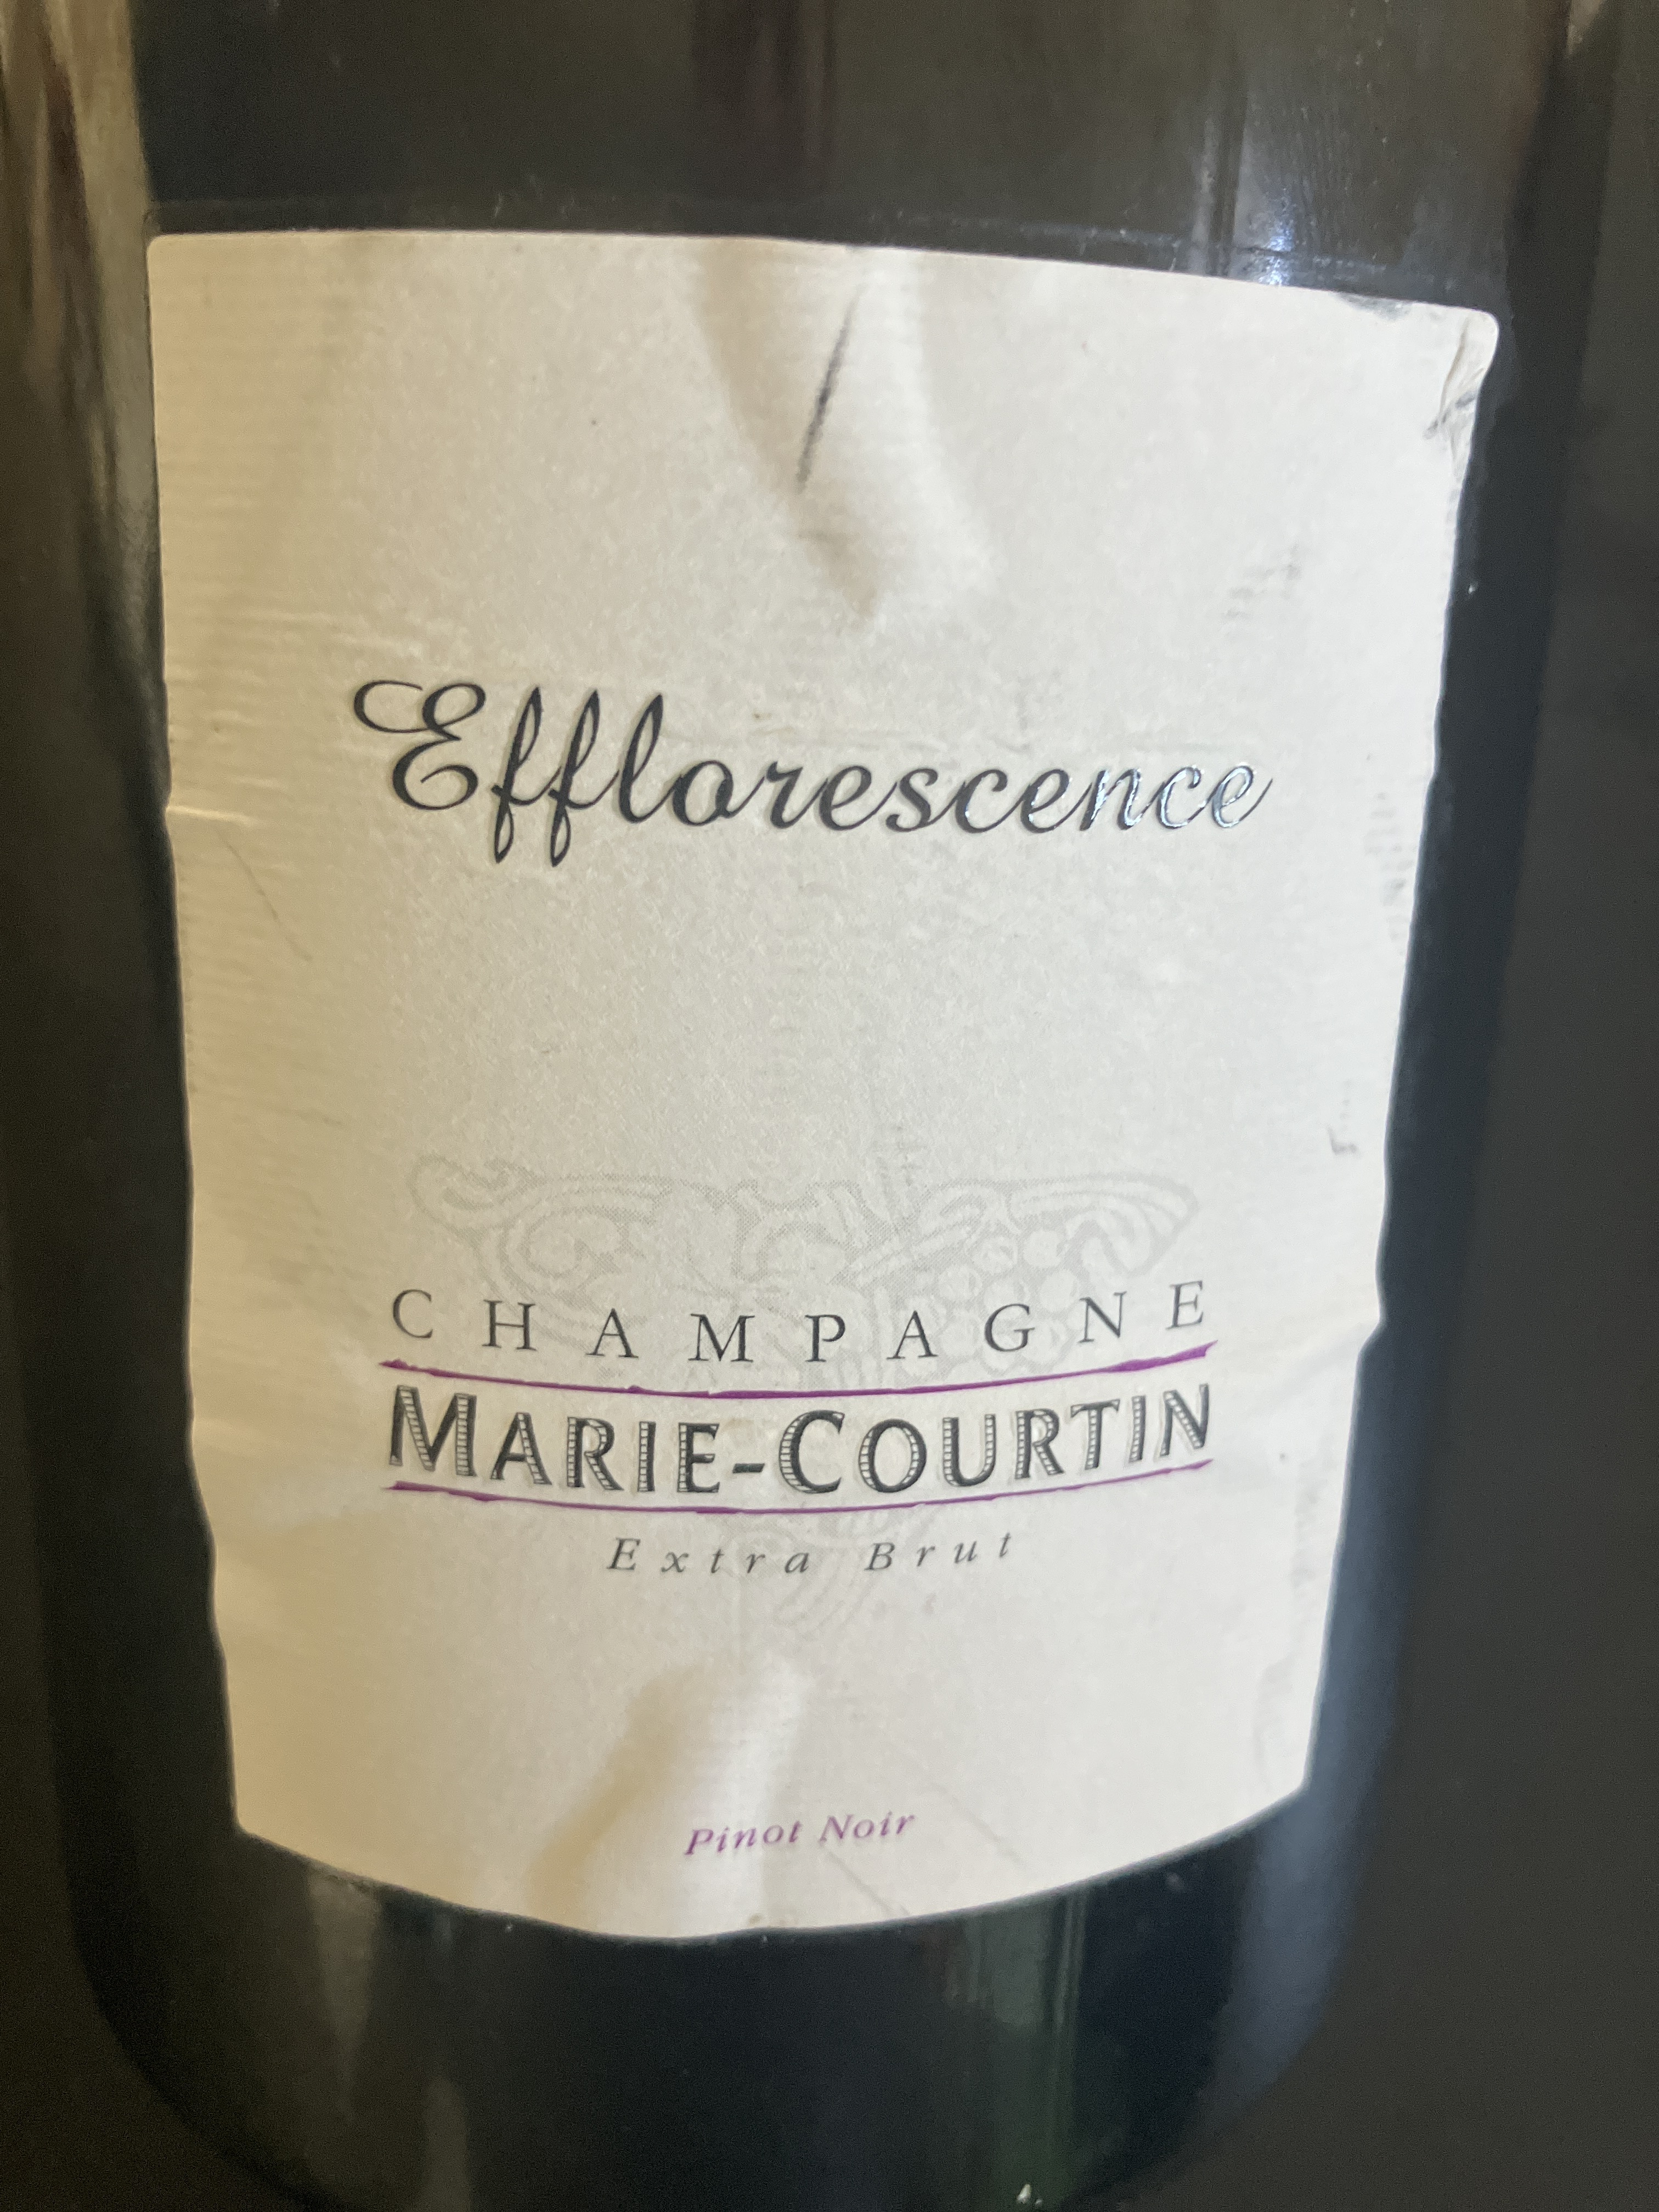 Efflorescence
CHAMPAGNE
MARIE-COURTIN
Extra Brut
Pinot Noir